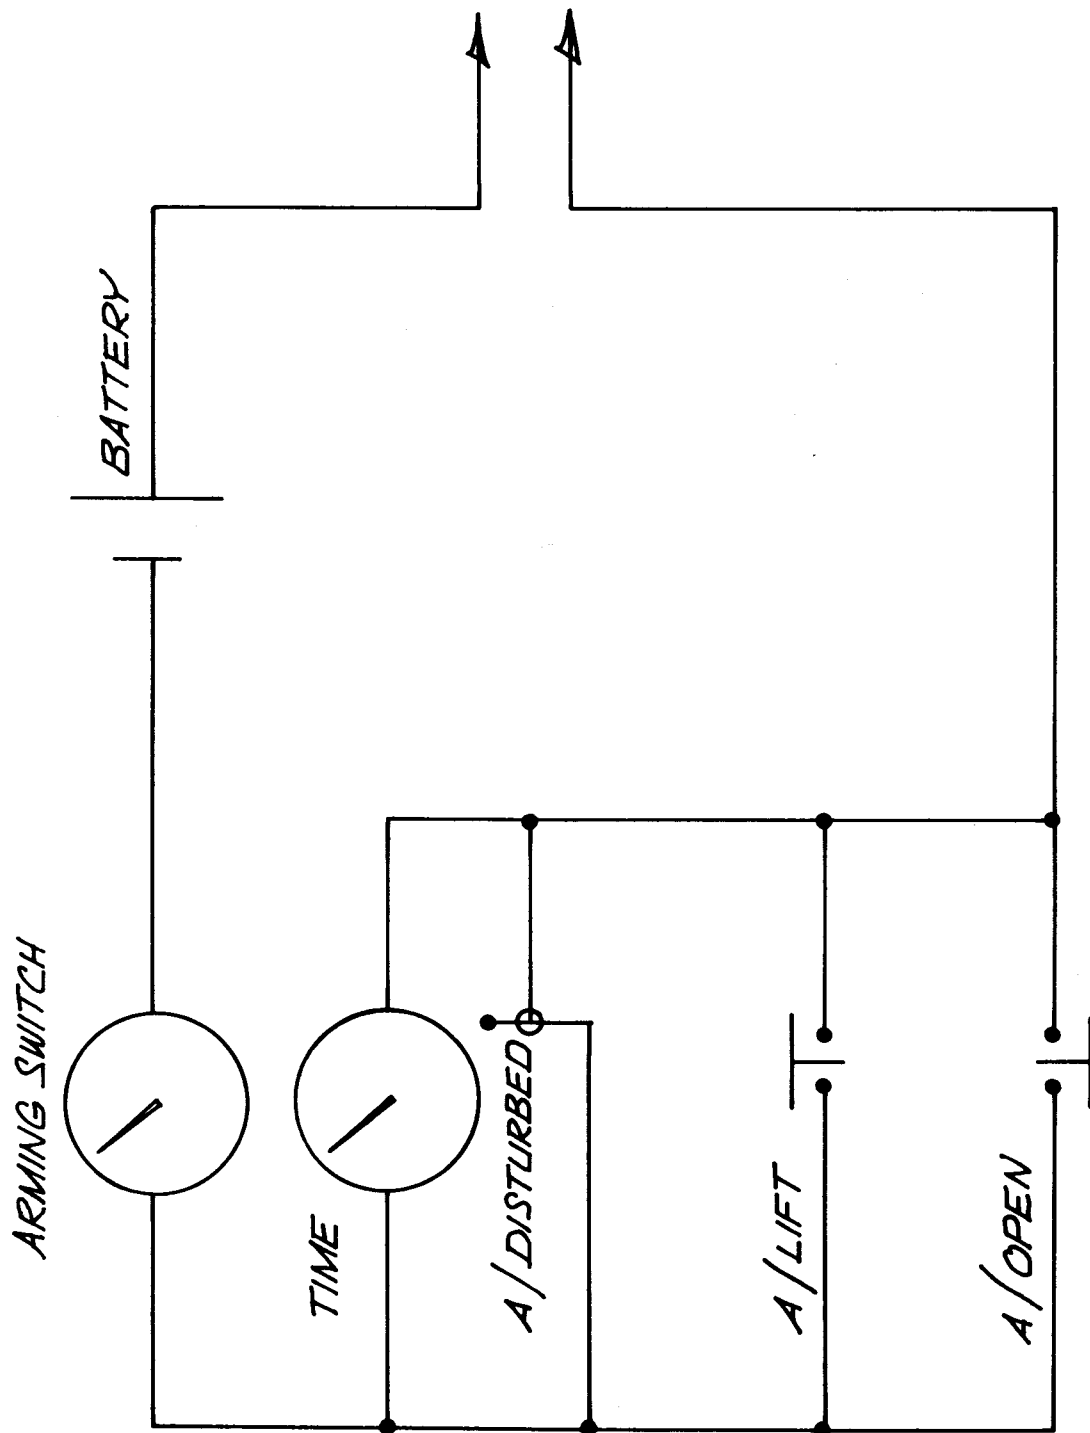 ARMING SWITCH
BATTERY
TIME
A/DISTURBED
A/LIFT
A/OPEN